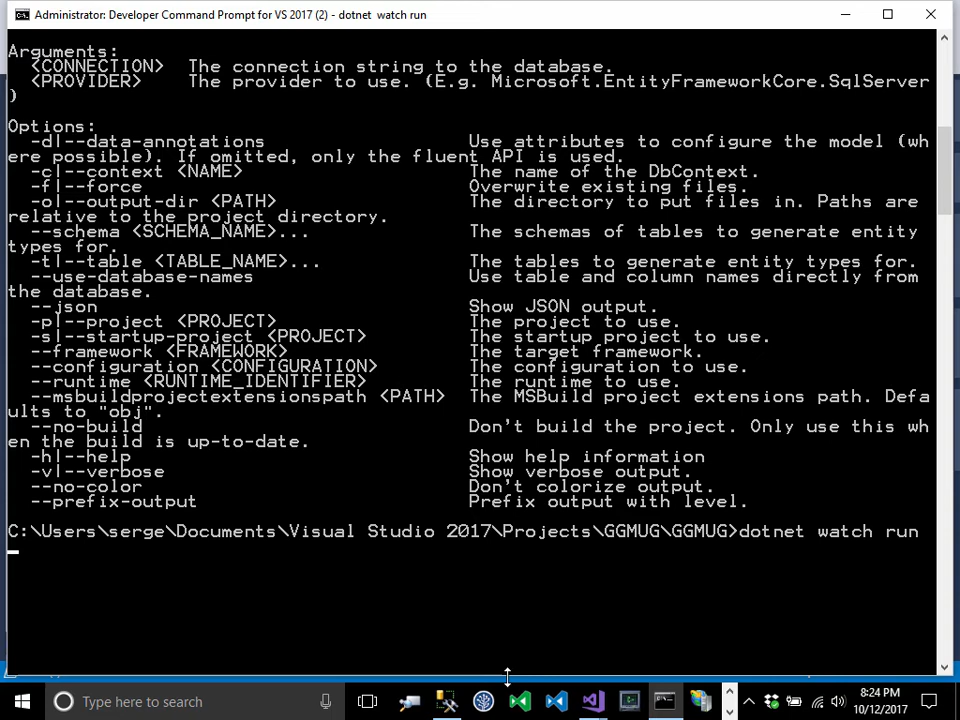 Administrator: Developer Command Prompt for VS 2017 (2) - dotnet  watch run
Arguments:
  <CONNECTION>  The connection string to the database.
  <PROVIDER>    The provider to use. (E.g. Microsoft.EntityFrameworkCore.SqlServer
)
Options:
  -d|--data-annotations                  Use attributes to configure the model (wh
ere possible). If omitted, only the fluent API is used.
  -c|--context <NAME>                    The name of the DbContext.
  -f|--force                             Overwrite existing files.
  -o|--output-dir <PATH>                 The directory to put files in. Paths are
relative to the project directory.
  --schema <SCHEMA_NAME>...              The schemas of tables to generate entity
types for.
  -t|--table <TABLE_NAME>...             The tables to generate entity types for.
  --use-database-names                   Use table and column names directly from
the database.
  --json                                 Show JSON output.
  -p|--project <PROJECT>                 The project to use.
  -s|--startup-project <PROJECT>         The startup project to use.
  --framework <FRAMEWORK>                The target framework.
  --configuration <CONFIGURATION>        The configuration to use.
  --runtime <RUNTIME_IDENTIFIER>         The runtime to use.
  --msbuildprojectextensionspath <PATH>  The MSBuild project extensions path. Defa
ults to "obj".
  --no-build                             Don't build the project. Only use this wh
en the build is up-to-date.
  -h|--help                              Show help information
  -v|--verbose                           Show verbose output.
  --no-color                             Don't colorize output.
  --prefix-output                        Prefix output with level.
C:\Users\serge\Documents\Visual Studio 2017\Projects\GGMUG\GGMUG>dotnet watch run
Type here to search
8:24 PM
10/12/2017